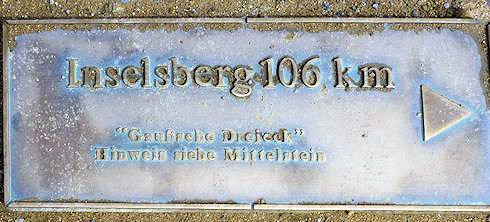 Inselsberg 106 km
"Gaußsche Dreieck"
Hinweis siehe Mittelstein